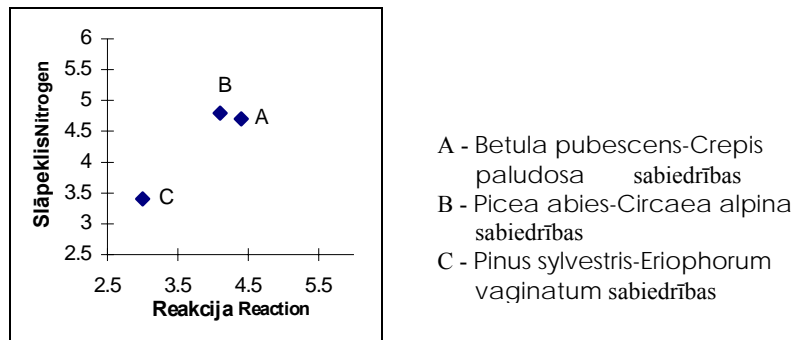 6
5.5
5
4.5
4
3.5
3
2.5
SlāpeklisNitrogen
B
A
C
2.5 3.5 4.5 5.5
Reakcija Reaction
A - Betula pubescens-Crepis
paludosa sabiedrības
B - Picea abies-Circaea alpina
sabiedrības
C - Pinus sylvestris-Eriophorum
vaginatum sabiedrības